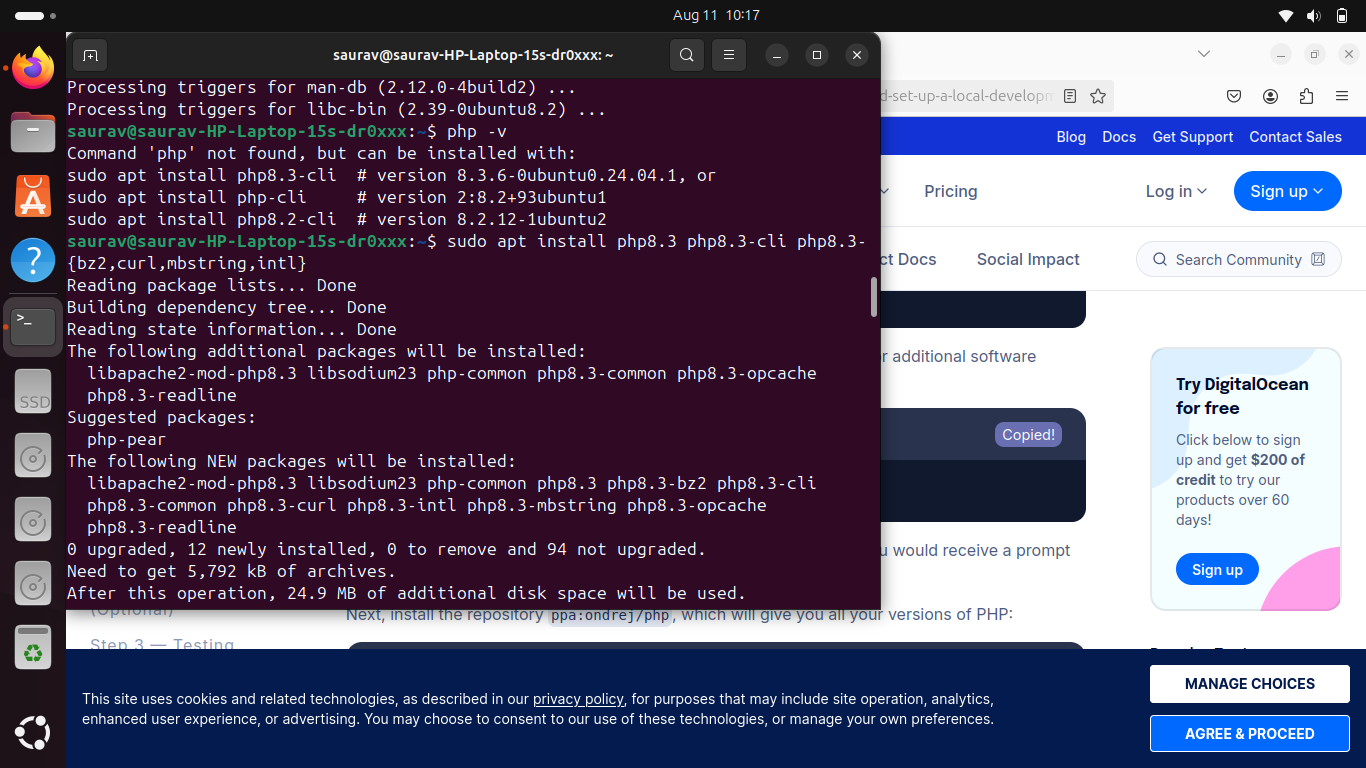 Aug 11 10:17
saurav@saurav-HP-Laptop-15s-dr0xxx: ~
Processing triggers for man-db (2.12.0-4build2) ...
Processing triggers for libc-bin (2.39-0ubuntu8.2) ...
saurav@saurav-HP-Laptop-15s-dr0xxx:~$ php -v
Command 'php' not found, but can be installed with:
sudo apt install php8.3-cli  # version 8.3.6-0ubuntu0.24.04.1, or
sudo apt install php-cli     # version 2:8.2+93ubuntu1
sudo apt install php8.2-cli  # version 8.2.12-1ubuntu2
saurav@saurav-HP-Laptop-15s-dr0xxx:~$ sudo apt install php8.3 php8.3-cli php8.3-
{bz2,curl,mbstring,intl}
Reading package lists... Done
Building dependency tree... Done
Reading state information... Done
The following additional packages will be installed:
  libapache2-mod-php8.3 libsodium23 php-common php8.3-common php8.3-opcache
  php8.3-readline
Suggested packages:
  php-pear
The following NEW packages will be installed:
  libapache2-mod-php8.3 libsodium23 php-common php8.3 php8.3-bz2 php8.3-cli
  php8.3-common php8.3-curl php8.3-intl php8.3-mbstring php8.3-opcache
  php8.3-readline
0 upgraded, 12 newly installed, 0 to remove and 94 not upgraded.
Need to get 5,792 kB of archives.
After this operation, 24.9 MB of additional disk space will be used.
>_
SSD
d-set-up-a-local-developm
Blog Docs Get Support Contact Sales
Pricing Log in Sign up
ct Docs Social Impact Search Community
r additional software
Copied!
u would receive a prompt
Try DigitalOcean
for free
Click below to sign
up and get $200 of
credit to try our
products over 60
days!
Sign up
(Optional)
Next, install the repository ppa:ondrej/php, which will give you all your versions of PHP:
Step 3 — Testing
This site uses cookies and related technologies, as described in our privacy policy, for purposes that may include site operation, analytics,
enhanced user experience, or advertising. You may choose to consent to our use of these technologies, or manage your own preferences.
MANAGE CHOICES
AGREE & PROCEED